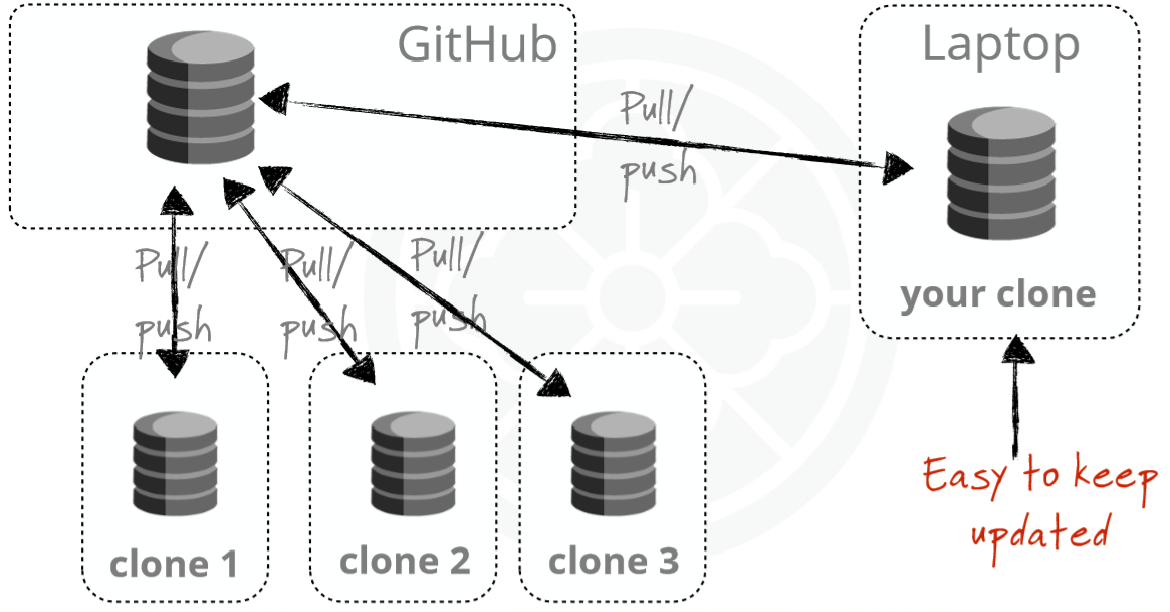 GitHub
Laptop
Pull/
push
your clone
Pull/
push
Pull/
push
Pull/
push
clone 1
clone 2
clone 3
Easy to keep
updated